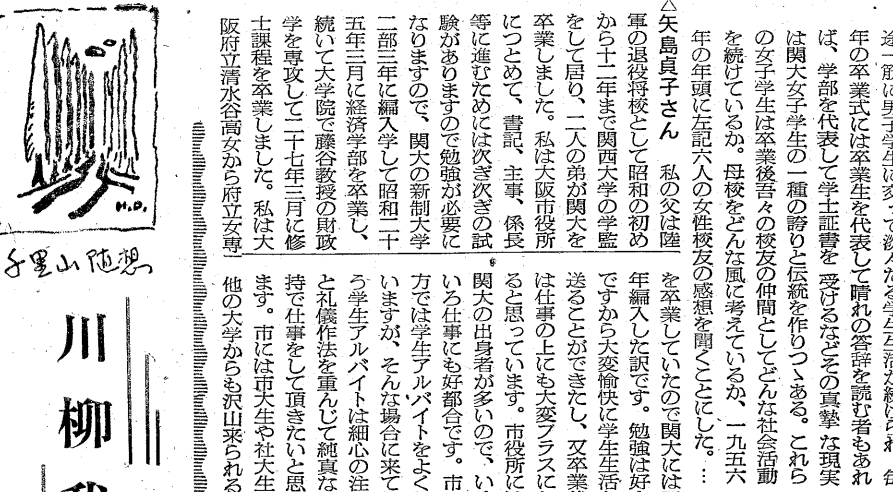 年の卒業式には卒業生を代表して晴れの答辞を読む者もあれ
ば、学部を代表して学士証書を受けるなどその真摯な現実
は関大女子学生の一種の誇りと伝統を作りつゝある。これら
の女子学生は卒業後吾々の校友の仲間としてどんな社会活動
を続けているか。母校をどんな風に考えているか、一九五六
年の年頭に左記六人の女性校友の感想を聞くことにした。…
△矢島貞子さん　私の父は陸
軍の退役将校として昭和の初め
から十二年まで関西大学の学監
をして居り、二人の弟が関大を
卒業しました。私は大阪市役所
につとめて、書記、主事、係長
等に進むためには次ぎ次ぎの試
験がありますので勉強が必要に
なりますので、関大の新制大学
二部三年に編入学して昭和二十
五年三月に経済学部を卒業し、
続いて大学院で藤谷教授の財政
学を専攻して二十七年三月に修
士課程を卒業しました。私は大
阪府立清水谷高女から府立女専
を卒業していたので関大には
年編入した訳です。勉強は好
ですから大変愉快に学生生活
送ることができたし、又卒業
は仕事の上にも大変プラスに
ると思っています。市役所に
関大の出身者が多いので、い
いろ仕事にも好都合です。市
方では学生アルバイトをよく
いますが、そんな場合に来て
う学生アルバイトは細心の注
と礼儀作法を重んじて純真な
持で仕事をして頂きたいと思
ます。市には市大生や社大生
他の大学からも沢山来られる
H.D.
千里山随想
川柳